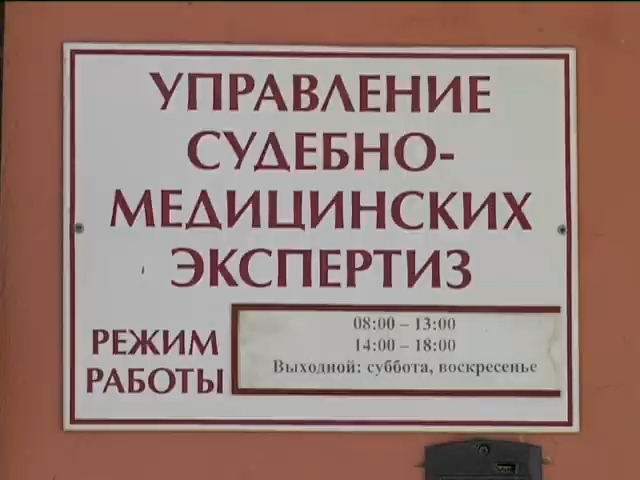 УПРАВЛЕНИЕ
СУДЕБНО-
МЕДИЦИНСКИХ
ЭКСПЕРТИЗ
РЕЖИМ
РАБОТЫ
08:00 – 13:00
14:00 – 18:00
Выходной: суббота, воскресенье